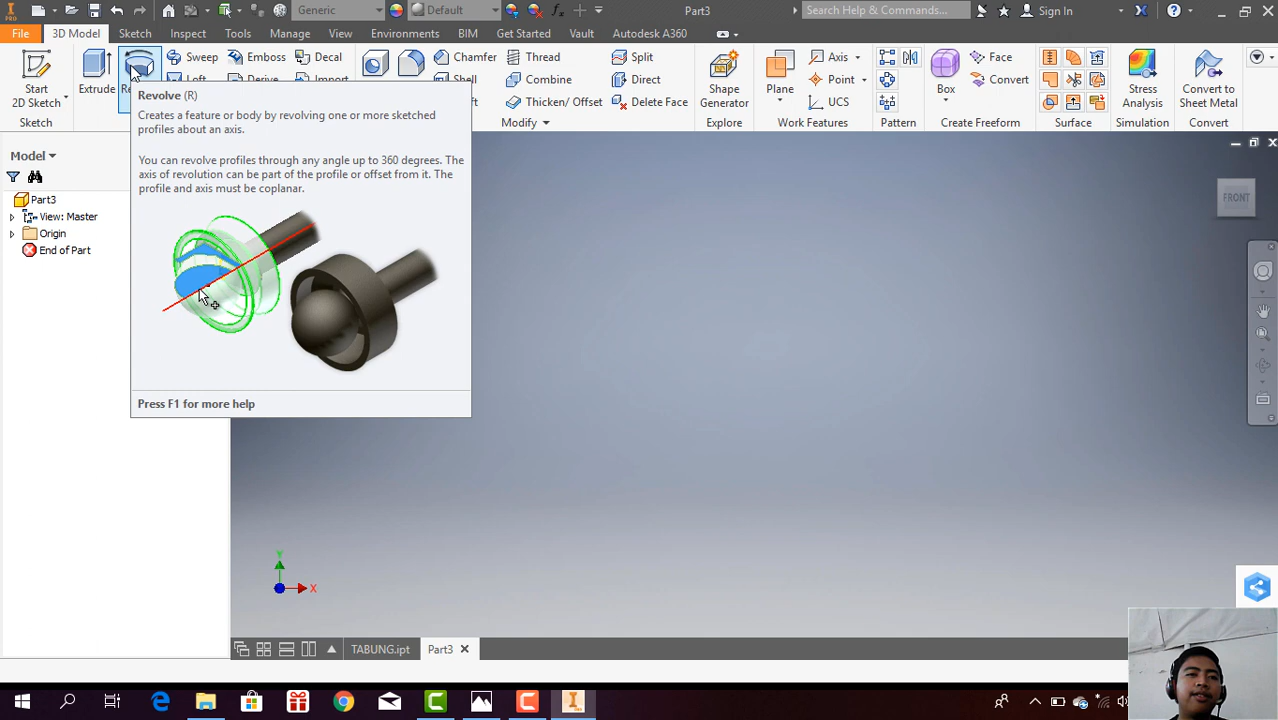 PRO Generic Default Part3 Search Help & Commands... Sign In
File 3D Model Sketch Inspect Tools Manage View Environments BIM Get Started Vault Autodesk A360
Sweep Emboss Decal Chamfer Thread Split Axis Point UCS Face Convert
Shell Combine Direct
Thicken/ Offset Delete Face
Start
2D Sketch
Extrude
Shape
Generator
Plane
Box
Stress
Analysis
Convert to
Sheet Metal
Sketch Modify Explore Work Features Pattern Create Freeform Surface Simulation Convert
Revolve (R)
Creates a feature or body by revolving one or more sketched
profiles about an axis.
You can revolve profiles through any angle up to 360 degrees. The
axis of revolution can be part of the profile or offset from it. The
profile and axis must be coplanar.
Press F1 for more help
Model
Part3
View: Master
Origin
End of Part
FRONT
Y
X
TABUNG.ipt Part3